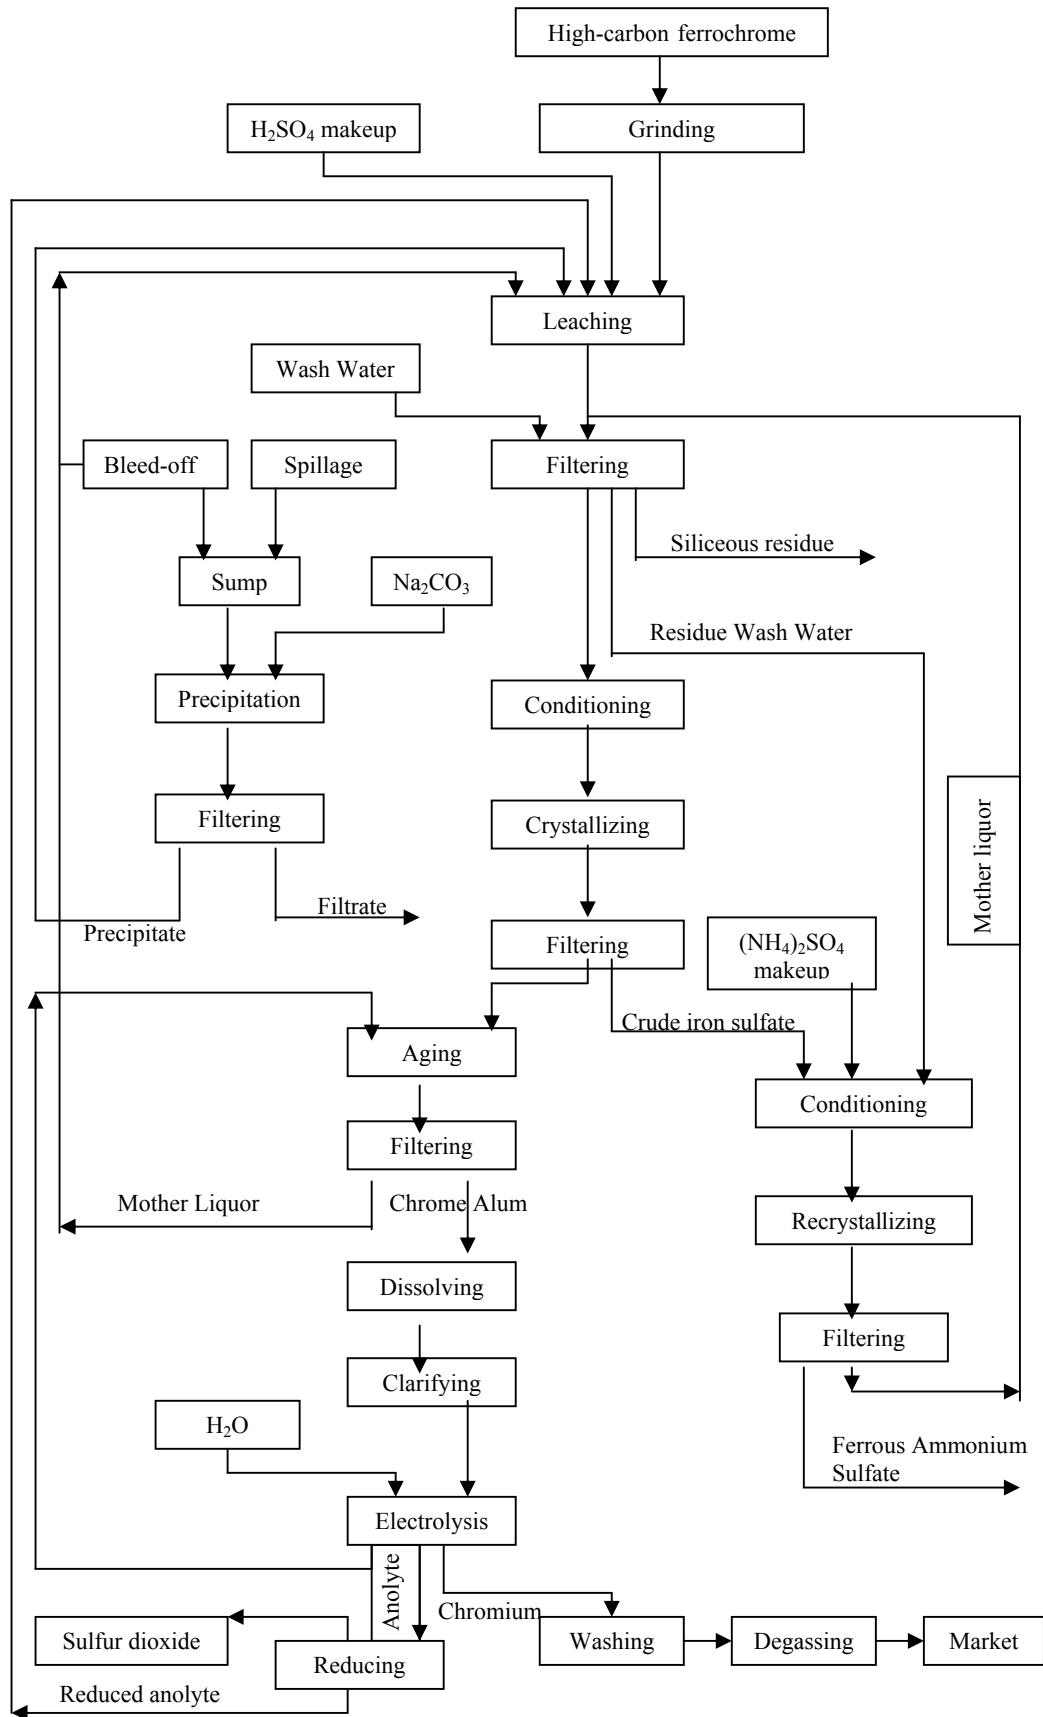 High-carbon ferrochrome
H₂SO₄ makeup
Grinding
Leaching
Wash Water
Bleed-off
Spillage
Filtering
Siliceous residue
Sump
Na₂CO₃
Residue Wash Water
Precipitation
Conditioning
Filtering
Crystallizing
Mother liquor
Filtrate
Precipitate
Filtering
(NH₄)₂SO₄
makeup
Crude iron sulfate
Aging
Conditioning
Filtering
Mother Liquor
Chrome Alum
Recrystallizing
Dissolving
Filtering
Clarifying
H₂O
Ferrous Ammonium
Sulfate
Electrolysis
Anolyte
Chromium
Sulfur dioxide
Reducing
Washing
Degassing
Market
Reduced anolyte